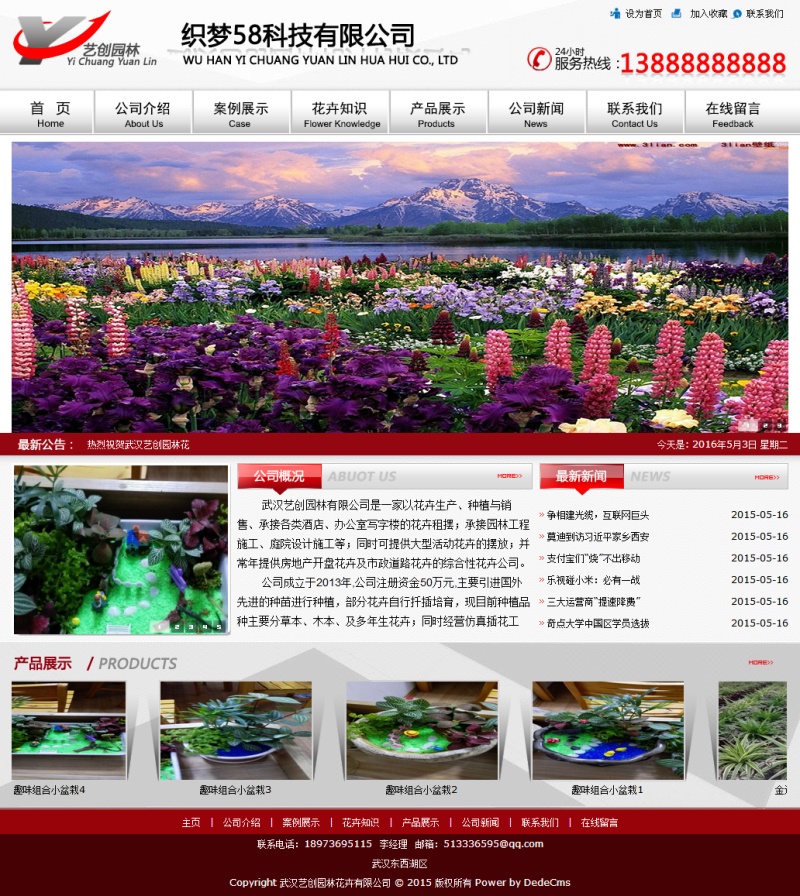 设为首页 加入收藏 联系我们
艺创园林
Yi Chuang Yuan Lin
织梦58科技有限公司
WU HAN YI CHUANG YUAN LIN HUA HUI CO., LTD
24小时
服务热线：13888888888
首 页 公司介绍 案例展示 花卉知识 产品展示 公司新闻 联系我们 在线留言
Home About Us Case Flower Knowledge Products News Contact Us Feedback
www.3lian.com 3lian壁纸
1 2 3
最新公告： 热烈祝贺武汉艺创园林花 今天是: 2016年5月3日 星期二
公司概况 ABUOT US MORE>>
武汉艺创园林有限公司是一家以花卉生产、种植与销
售、承接各类酒店、办公室写字楼的花卉租摆；承接园林工程
施工、庭院设计施工等；同时可提供大型活动花卉的摆放；并
常年提供房地产开盘花卉及市政道路花卉的综合性花卉公司。
公司成立于2013年,公司注册资金50万元,主要引进国外
先进的种苗进行种植，部分花卉自行扦插培育，现目前种植品
种主要分草本、木本、及多年生花卉；同时经营仿真插花工
1 2 3 4 5
最新新闻 NEWS MORE>>
争相建光缆，互联网巨头 2015-05-16
莫迪到访习近平家乡西安 2015-05-16
支付宝们“烧”不出移动 2015-05-16
乐视碰小米：必有一战 2015-05-16
三大运营商“提速降费” 2015-05-16
奇点大学中国区学员选拔 2015-05-16
产品展示 / PRODUCTS MORE>>
趣味组合小盆栽4 趣味组合小盆栽3 趣味组合小盆栽2 趣味组合小盆栽1 金
主页 | 公司介绍 | 案例展示 | 花卉知识 | 产品展示 | 公司新闻 | 联系我们 | 在线留言
联系电话：18973695115 李经理 邮箱：513336595@qq.com
武汉东西湖区
Copyright 武汉艺创园林花卉有限公司 © 2015 版权所有 Power by DedeCms